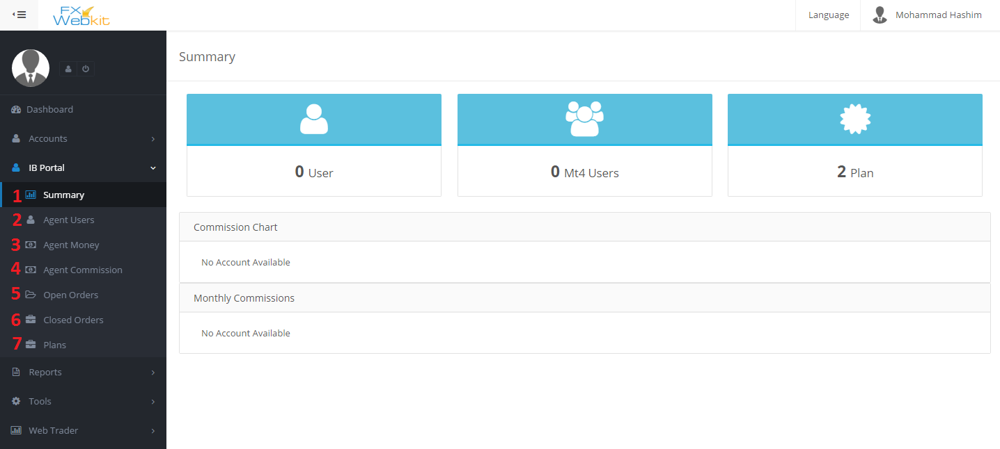 FX
Webkit
Language
Mohammad Hashim
Dashboard
Accounts
IB Portal
1 Summary
2 Agent Users
3 Agent Money
4 Agent Commission
5 Open Orders
6 Closed Orders
7 Plans
Reports
Tools
Web Trader
Summary
0 User
0 Mt4 Users
2 Plan
Commission Chart
No Account Available
Monthly Commissions
No Account Available